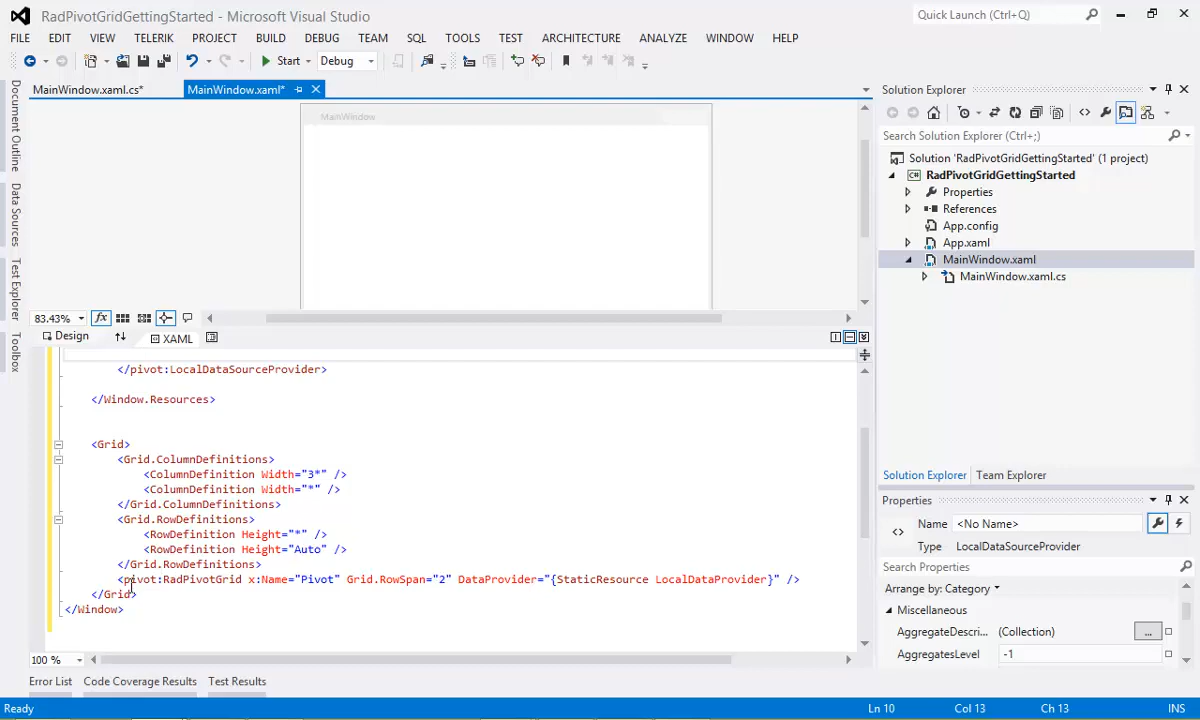 RadPivotGridGettingStarted - Microsoft Visual Studio
Quick Launch (Ctrl+Q)
FILE EDIT VIEW TELERIK PROJECT BUILD DEBUG TEAM SQL TOOLS TEST ARCHITECTURE ANALYZE WINDOW HELP
Start Debug
MainWindow.xaml.cs* MainWindow.xaml*
Document Outline
Data Sources
Test Explorer
Toolbox
MainWindow
83.43% fx
Design XAML
</pivot:LocalDataSourceProvider>
</Window.Resources>
<Grid>
<Grid.ColumnDefinitions>
<ColumnDefinition Width="3*" />
<ColumnDefinition Width="*" />
</Grid.ColumnDefinitions>
<Grid.RowDefinitions>
<RowDefinition Height="*" />
<RowDefinition Height="Auto" />
</Grid.RowDefinitions>
<pivot:RadPivotGrid x:Name="Pivot" Grid.RowSpan="2" DataProvider="{StaticResource LocalDataProvider}" />
</Grid>
</Window>
100 %
Error List Code Coverage Results Test Results
Solution Explorer
Search Solution Explorer (Ctrl+;)
Solution 'RadPivotGridGettingStarted' (1 project)
C# RadPivotGridGettingStarted
Properties
References
App.config
App.xaml
MainWindow.xaml
MainWindow.xaml.cs
Solution Explorer Team Explorer
Properties
Name <No Name>
Type LocalDataSourceProvider
Search Properties
Arrange by: Category
Miscellaneous
AggregateDescri... (Collection) ...
AggregatesLevel -1
Ready Ln 10 Col 13 Ch 13 INS